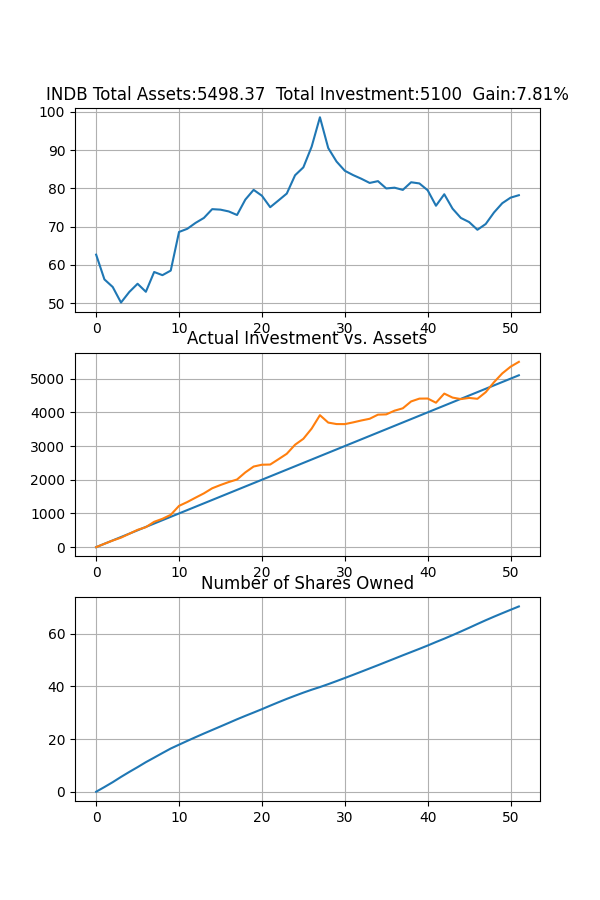 INDB Total Assets:5498.37  Total Investment:5100  Gain:7.81%
100
90
80
70
60
50
0 10 20 30 40 50
Actual Investment vs. Assets
5000
4000
3000
2000
1000
0
0 10 20 30 40 50
Number of Shares Owned
60
40
20
0
0 10 20 30 40 50